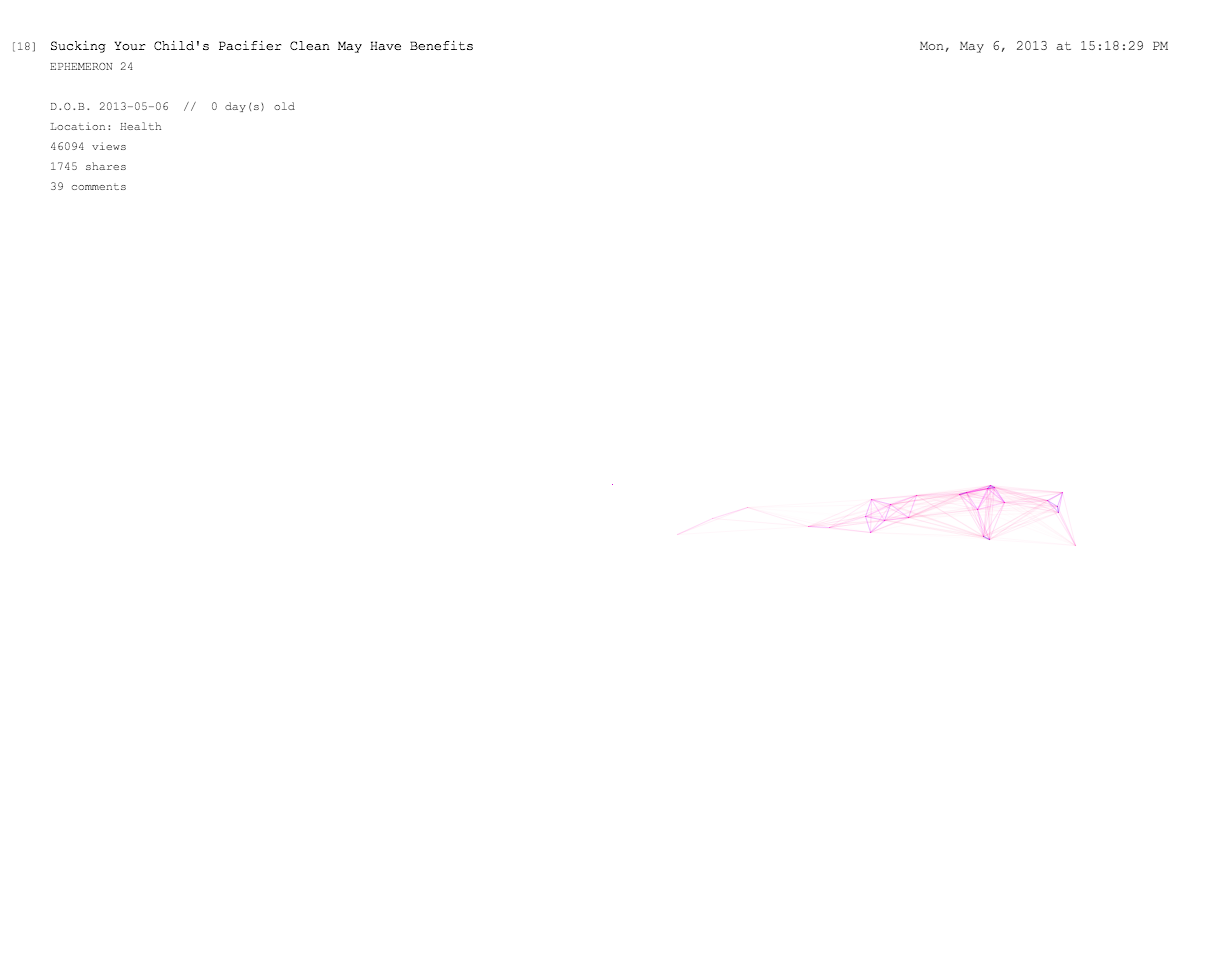 [18] Sucking Your Child's Pacifier Clean May Have Benefits
Mon, May 6, 2013 at 15:18:29 PM
EPHEMERON 24
D.O.B. 2013-05-06 // 0 day(s) old
Location: Health
46094 views
1745 shares
39 comments